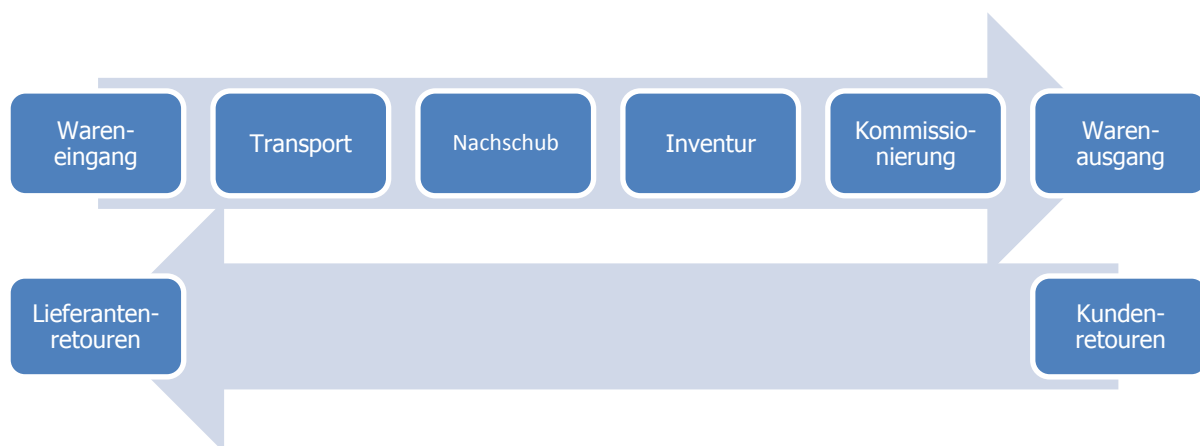 Waren-
eingang
Transport
Nachschub
Inventur
Kommissio-
nierung
Waren-
ausgang
Lieferanten-
retouren
Kunden-
retouren